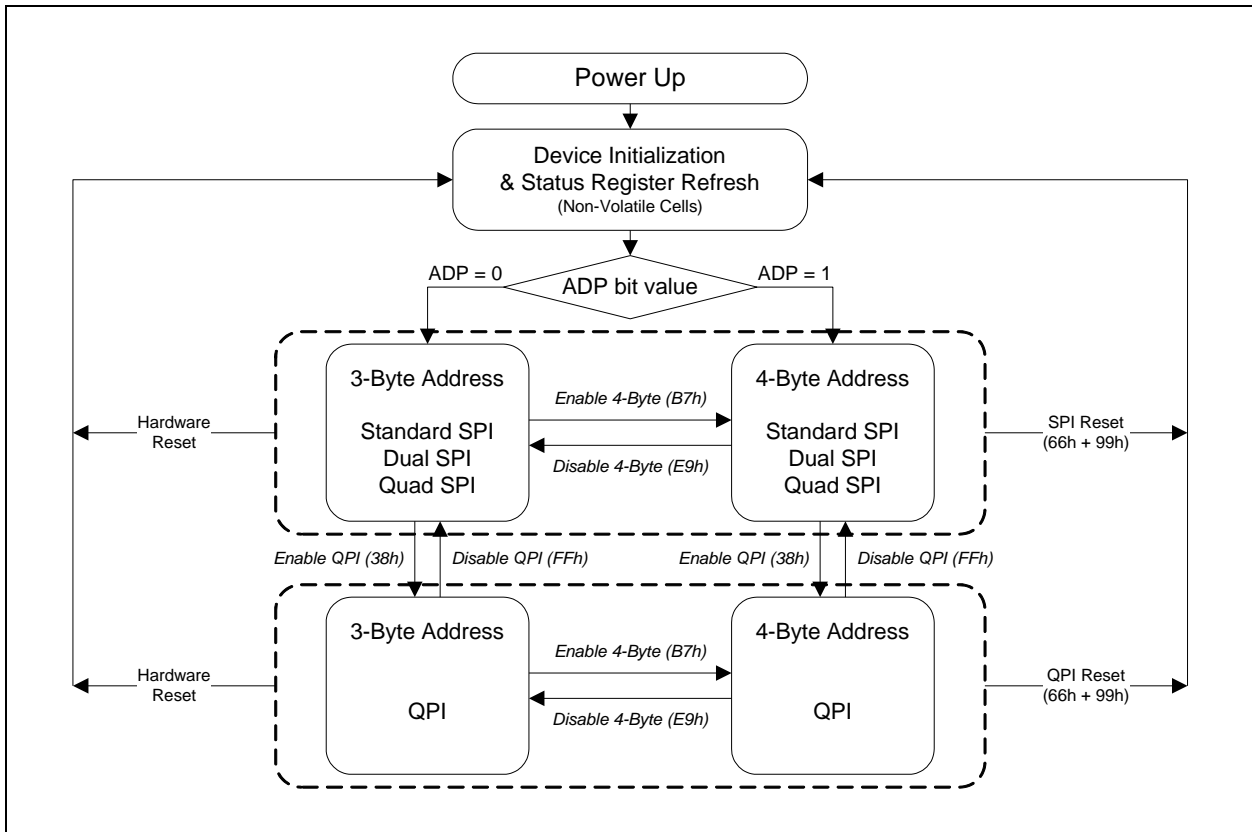 Power Up
Device Initialization
& Status Register Refresh
(Non-Volatile Cells)
ADP = 0
ADP bit value
ADP = 1
3-Byte Address
Standard SPI
Dual SPI
Quad SPI
Enable 4-Byte (B7h)
Disable 4-Byte (E9h)
4-Byte Address
Standard SPI
Dual SPI
Quad SPI
Hardware
Reset
SPI Reset
(66h + 99h)
Enable QPI (38h)
Disable QPI (FFh)
Enable QPI (38h)
Disable QPI (FFh)
3-Byte Address
QPI
Enable 4-Byte (B7h)
Disable 4-Byte (E9h)
4-Byte Address
QPI
Hardware
Reset
QPI Reset
(66h + 99h)